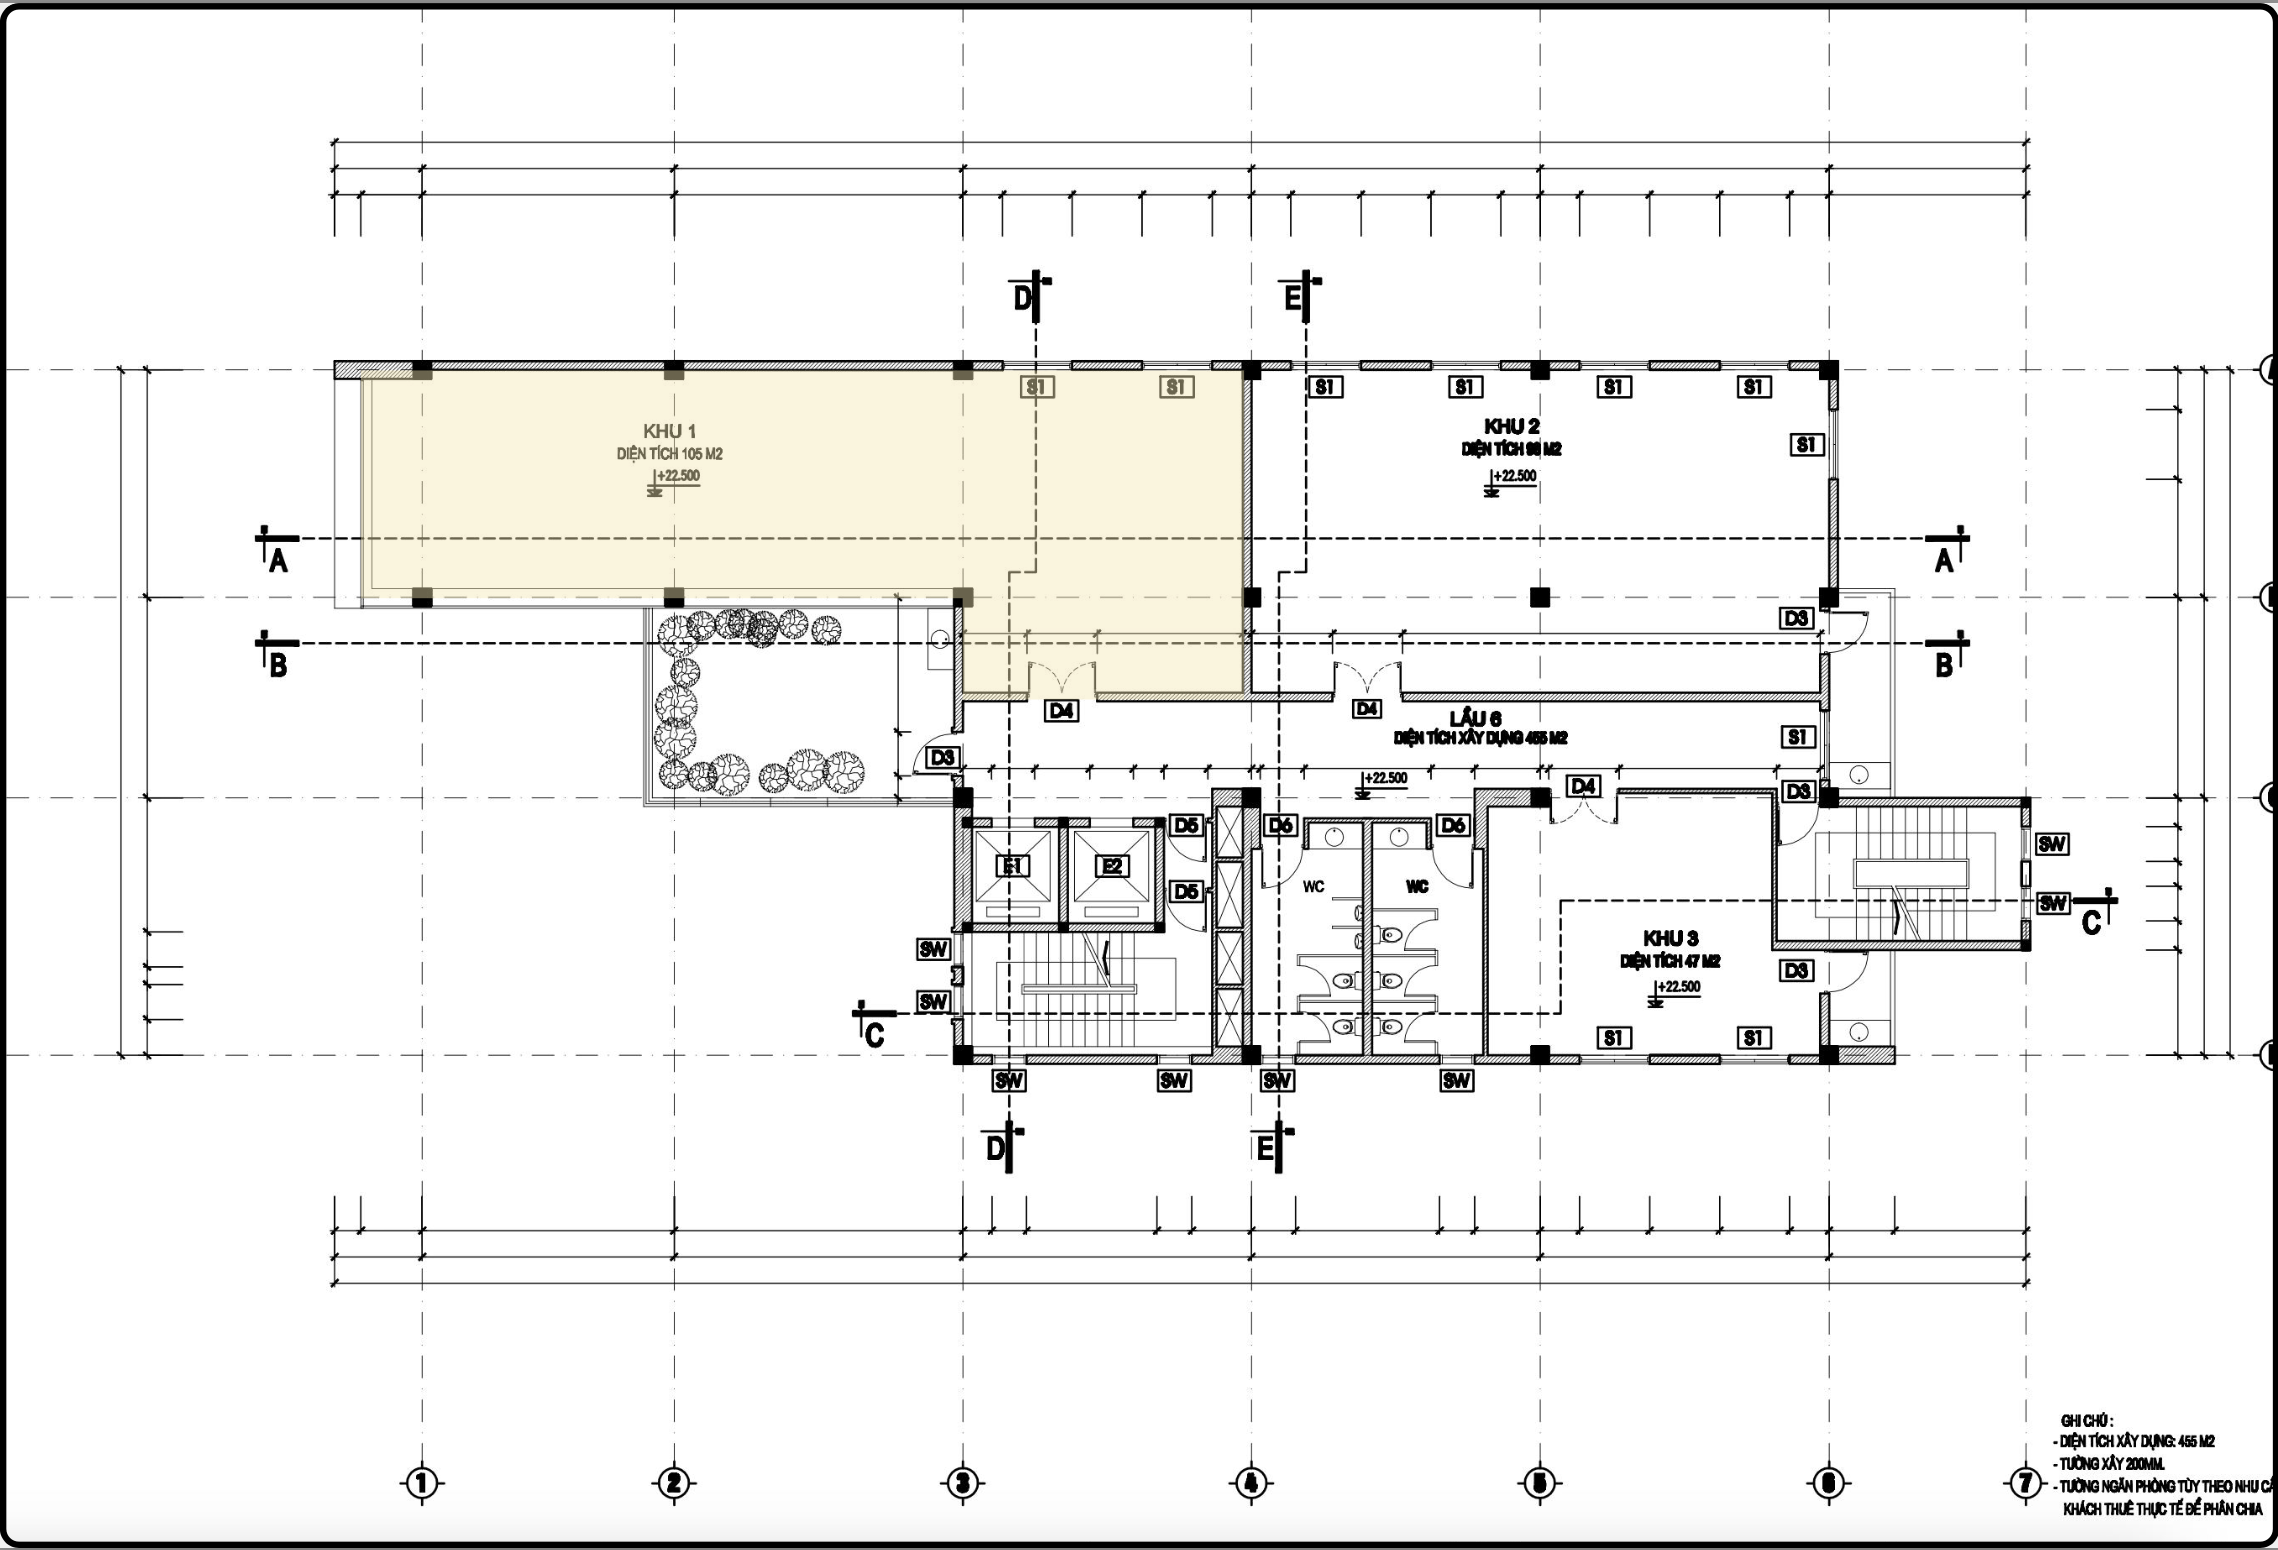 D
E
S1
S1
S1
S1
S1
S1
KHU 1
DIỆN TÍCH 105 M2
+22.500
KHU 2
DIỆN TÍCH 98 M2
+22.500
S1
A
A
D3
B
B
D4
D4
LẦU 6
DIỆN TÍCH XÂY DỰNG 455 M2
S1
D3
+22.500
D4
D3
D5
D6
D6
SW
E1
E2
D5
WC
WC
SW
C
KHU 3
DIỆN TÍCH 47 M2
+22.500
D3
SW
SW
C
S1
S1
SW
SW
SW
SW
D
E
GHI CHÚ :
- DIỆN TÍCH XÂY DỰNG: 455 M2
- TƯỜNG XÂY 200MM.
- TƯỜNG NGĂN PHÒNG TÙY THEO NHU
KHÁCH THUÊ THỰC TẾ ĐỂ PHÂN CHIA
1
2
3
4
5
6
7